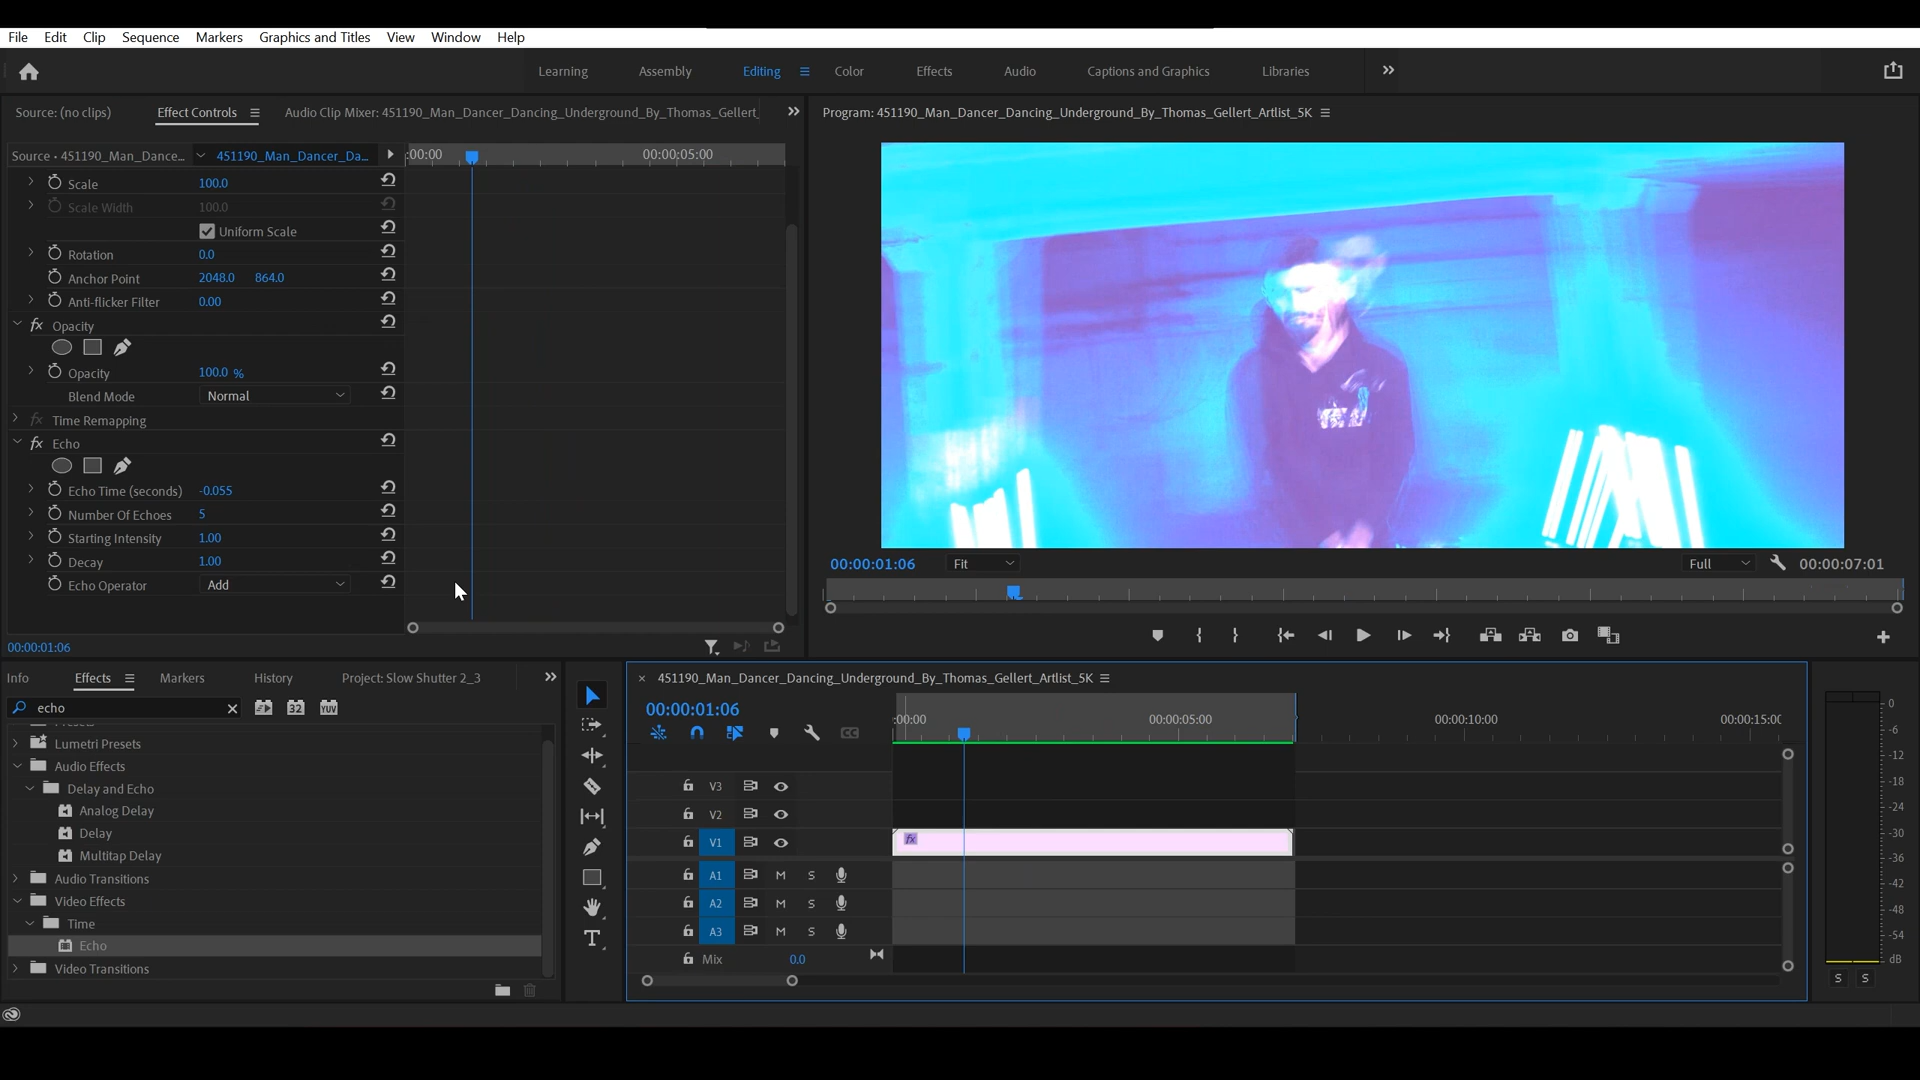 File Edit Clip Sequence Markers Graphics and Titles View Window Help
Learning Assembly Editing Color Effects Audio Captions and Graphics Libraries
Source: (no clips) Effect Controls Audio Clip Mixer: 451190_Man_Dancer_Dancing_Underground_By_Thomas_Gellert_
Program: 451190_Man_Dancer_Dancing_Underground_By_Thomas_Gellert_Artlist_5K
Source • 451190_Man_Dance... 451190_Man_Dancer_Da... :00:00 00:00:05:00
Scale 100.0
Scale Width 100.0
Uniform Scale
Rotation 0.0
Anchor Point 2048.0 864.0
Anti-flicker Filter 0.00
fx Opacity
Opacity 100.0 %
Blend Mode Normal
fx Time Remapping
fx Echo
Echo Time (seconds) -0.055
Number Of Echoes 5
Starting Intensity 1.00
Decay 1.00
Echo Operator Add
00:00:01:06
00:00:01:06 Fit Full 00:00:07:01
Info Effects Markers History Project: Slow Shutter 2_3
echo 32 YUV
Presets
Lumetri Presets
Audio Effects
Delay and Echo
Analog Delay
Delay
Multitap Delay
Audio Transitions
Video Effects
Time
Echo
Video Transitions
451190_Man_Dancer_Dancing_Underground_By_Thomas_Gellert_Artlist_5K
00:00:01:06 :00:00 00:00:05:00 00:00:10:00 00:00:15:00
CC
V3
V2
V1 fx
A1 M S
A2 M S
A3 M S
Mix 0.0
0
-6
-12
-18
-24
-30
-36
-42
-48
-54
dB
S S